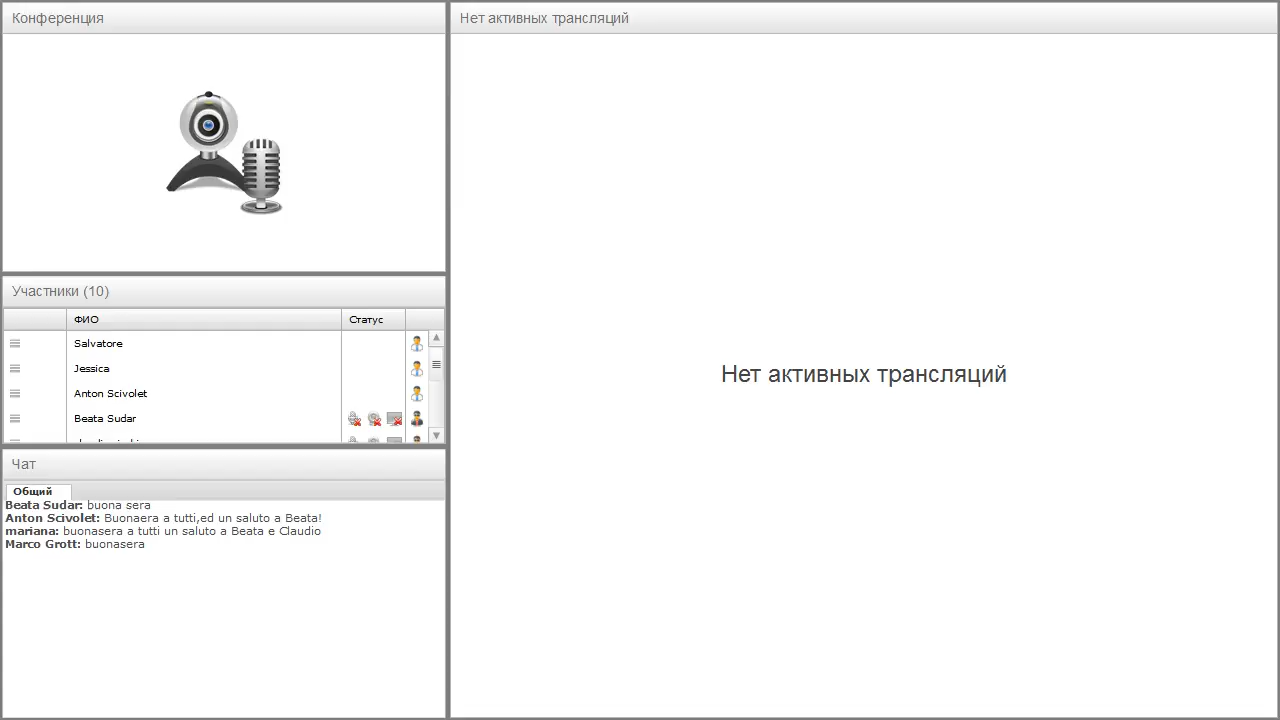 Конференция
Нет активных трансляций
Участники (10)
ФИО Статус
Salvatore
Jessica
Anton Scivolet
Beata Sudar
Чат
Общий
Beata Sudar: buona sera
Anton Scivolet: Buonaera a tutti,ed un saluto a Beata!
mariana: buonasera a tutti un saluto a Beata e Claudio
Marco Grott: buonasera
Нет активных трансляций